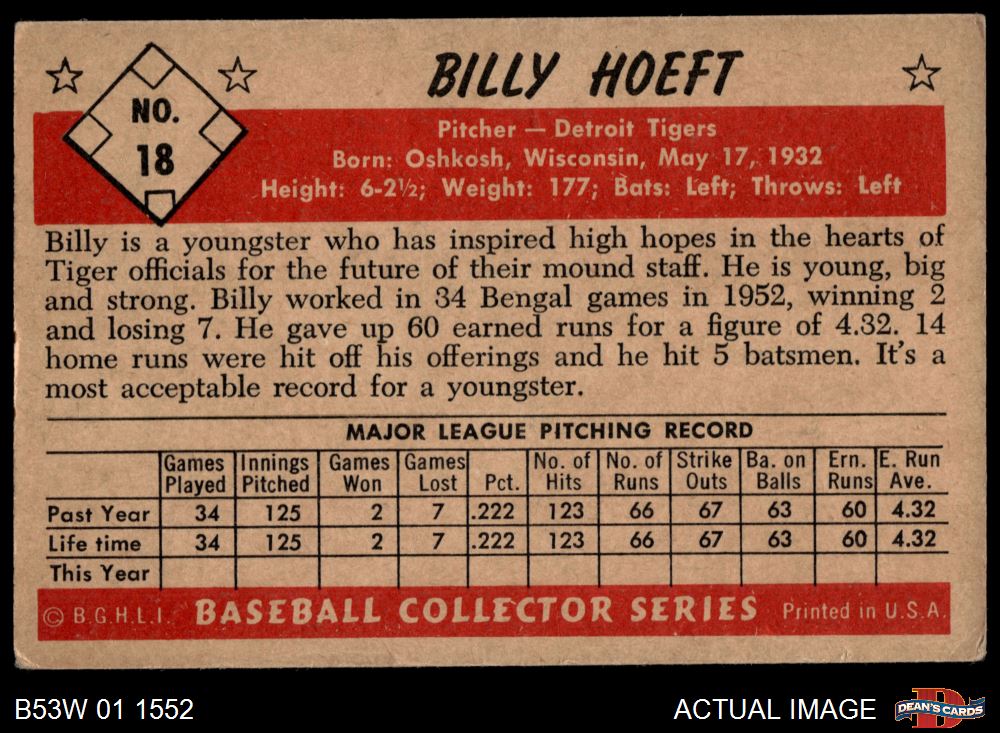 BILLY HOEFT
NO.
18
Pitcher — Detroit Tigers
Born: Oshkosh, Wisconsin, May 17, 1932
Height: 6-2½; Weight: 177; Bats: Left; Throws: Left
Billy is a youngster who has inspired high hopes in the hearts of
Tiger officials for the future of their mound staff. He is young, big
and strong. Billy worked in 34 Bengal games in 1952, winning 2
and losing 7. He gave up 60 earned runs for a figure of 4.32. 14
home runs were hit off his offerings and he hit 5 batsmen. It's a
most acceptable record for a youngster.
MAJOR LEAGUE PITCHING RECORD
Games Played Innings Pitched Games Won Games Lost Pct. No. of Hits No. of Runs Strike Outs Ba. on Balls Ern. Runs E. Run Ave.
Past Year 34 125 2 7 .222 123 66 67 63 60 4.32
Life time 34 125 2 7 .222 123 66 67 63 60 4.32
This Year
© B.G.H.L.I. BASEBALL COLLECTOR SERIES Printed in U.S.A.
B53W 01 1552 ACTUAL IMAGE D DEAN'S CARDS